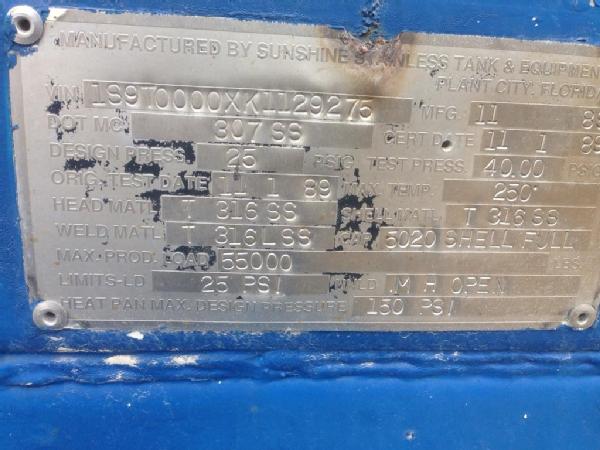 MANUFACTURED BY SUNSHINE STAINLESS TANK & EQUIPMEN
PLANT CITY, FLORIDA
VIN 1S9T0000XK1129275 MFG. 11 89
DOT MC 307 SS CERT DATE 11 1 89
DESIGN PRESS. 25 PSIG TEST PRESS. 40.00 PSIG
ORIG. TEST DATE 11 1 89 MAX. TEMP. 250°
HEAD MATL T 316 SS SHELL MATL T 316 SS
WELD MATL T 316L SS CAP 5020 SHELL FULL
MAX. PROD. LOAD 55000 LBS
LIMITS-LD 25 PSI M H OPEN
HEAT PAN MAX. DESIGN PRESSURE 150 PSI